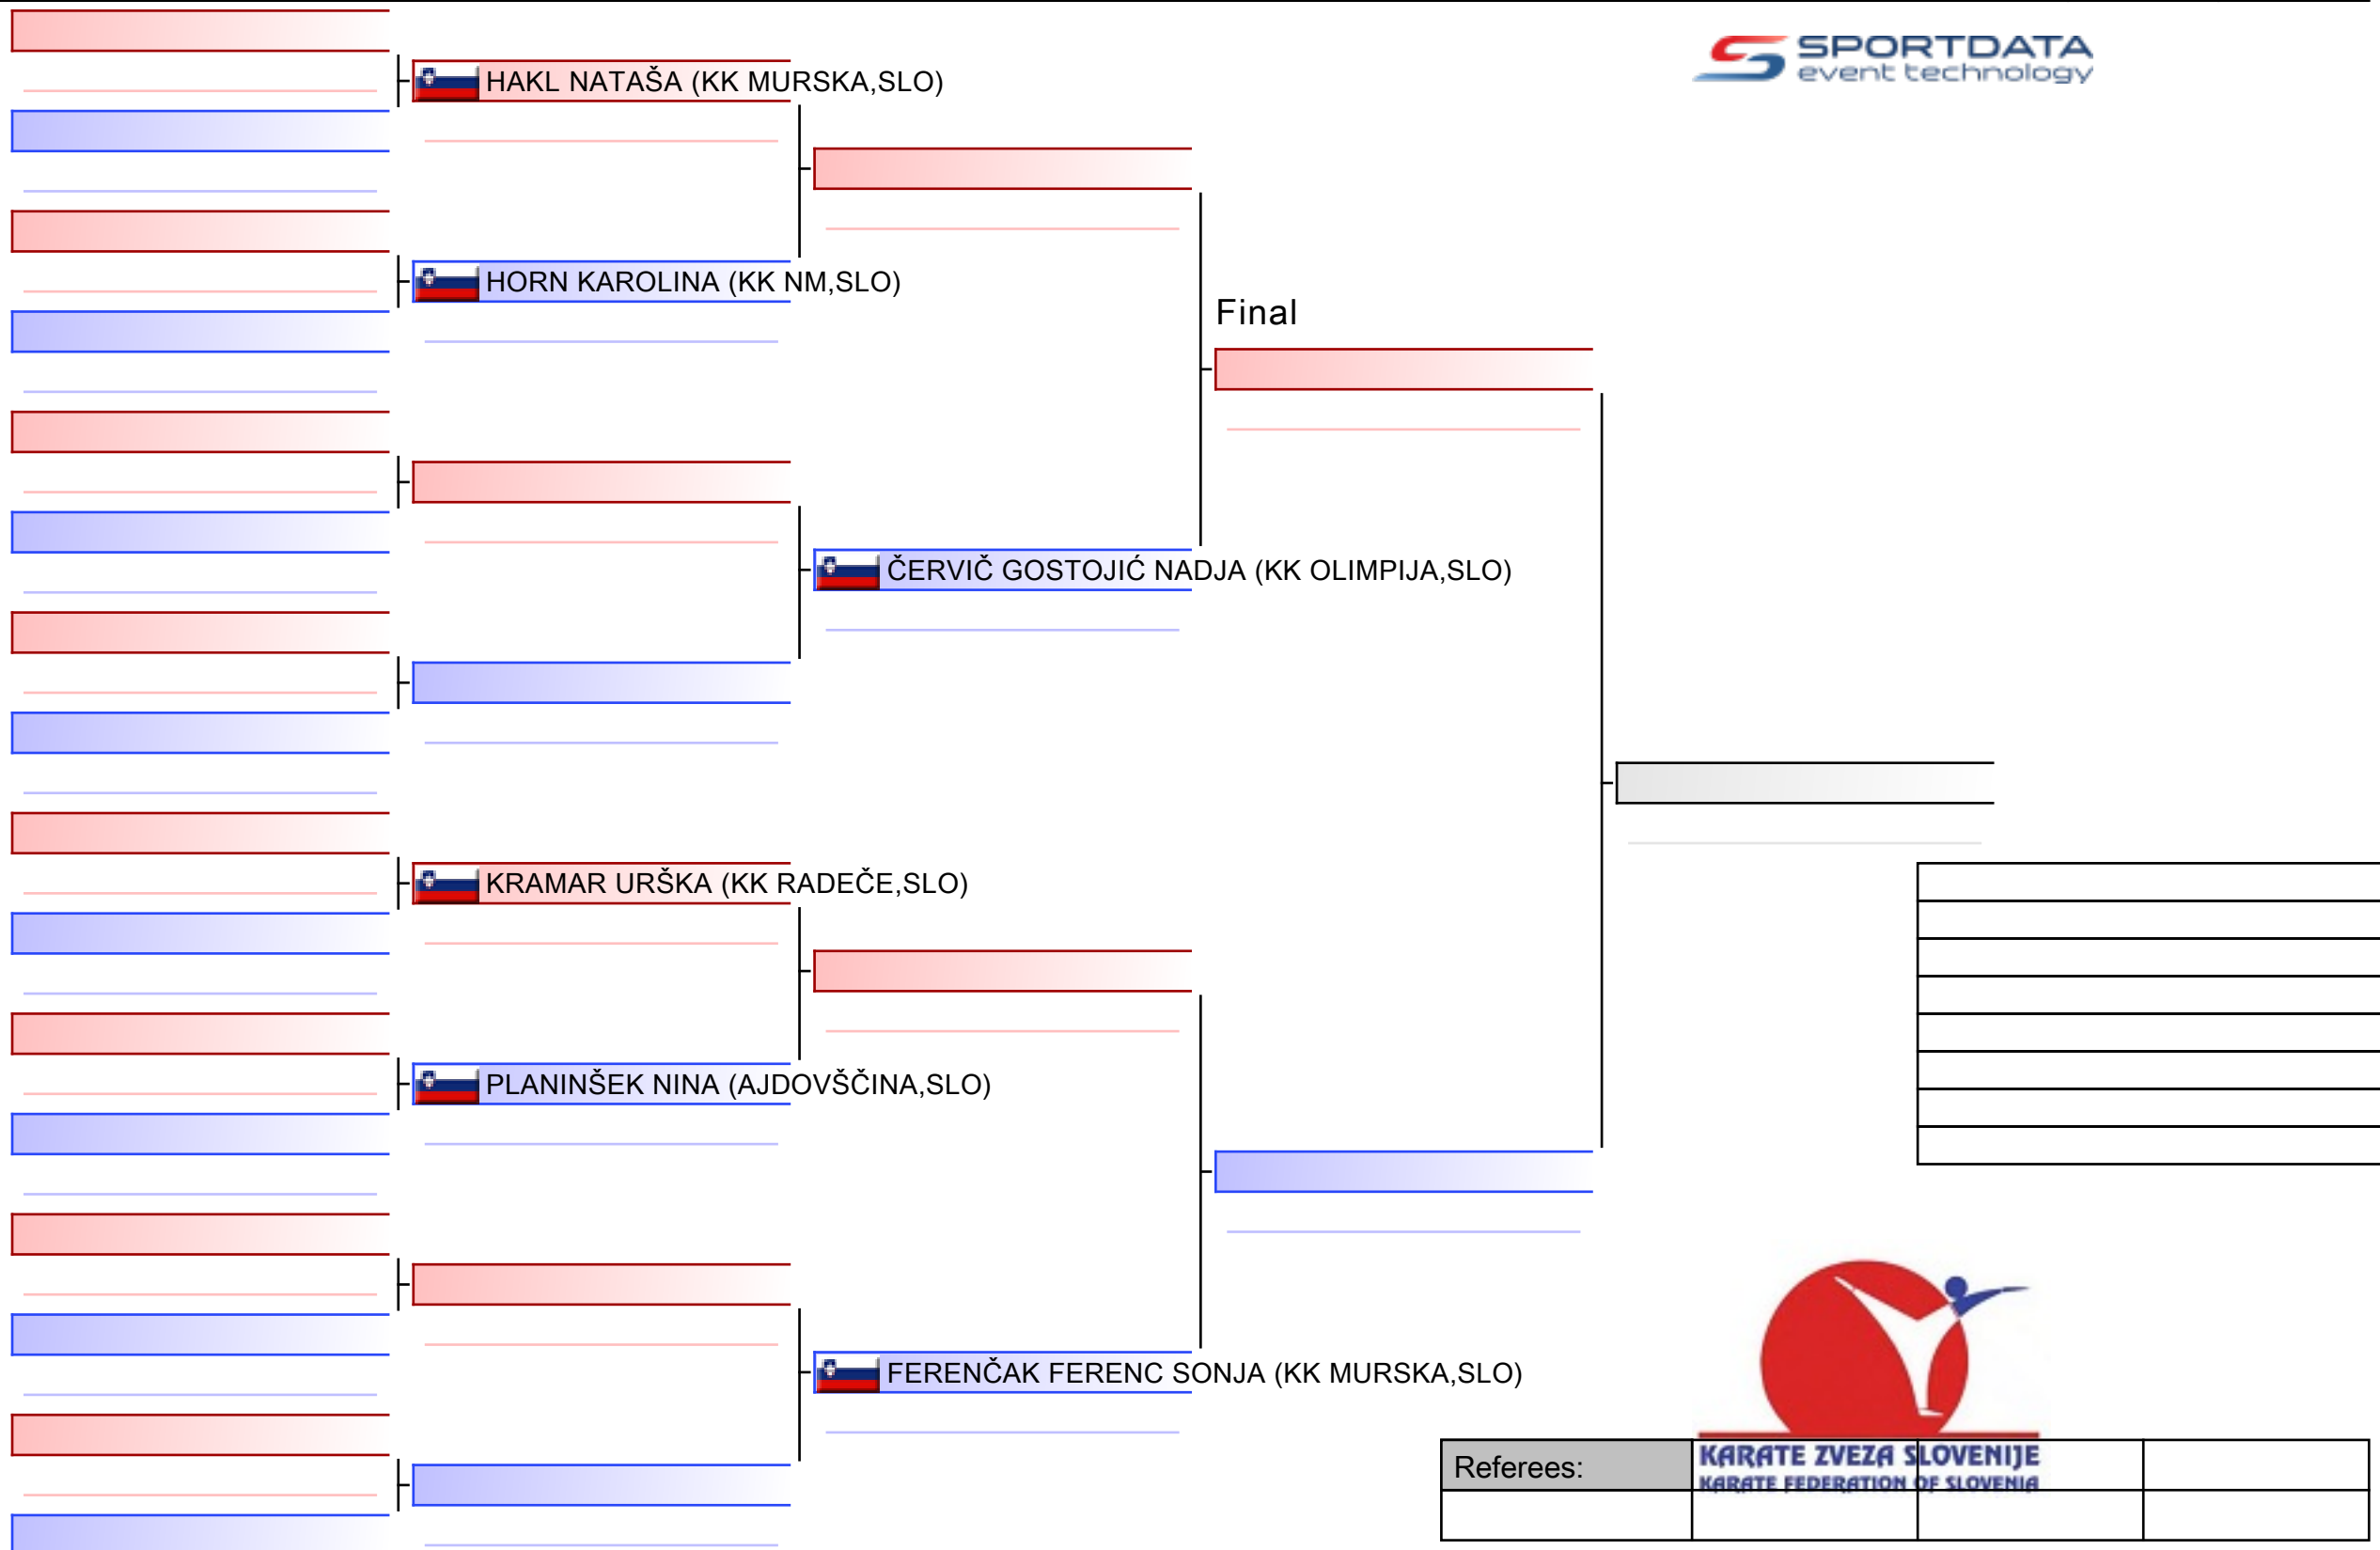 SPORTDATA
event technology
HAKL NATAŠA (KK MURSKA,SLO)
HORN KAROLINA (KK NM,SLO)
Final
ČERVIČ GOSTOJIĆ NADJA (KK OLIMPIJA,SLO)
KRAMAR URŠKA (KK RADEČE,SLO)
PLANINŠEK NINA (AJDOVŠČINA,SLO)
FERENČAK FERENC SONJA (KK MURSKA,SLO)
Referees:
KARATE ZVEZA SLOVENIJE
KARATE FEDERATION OF SLOVENIA